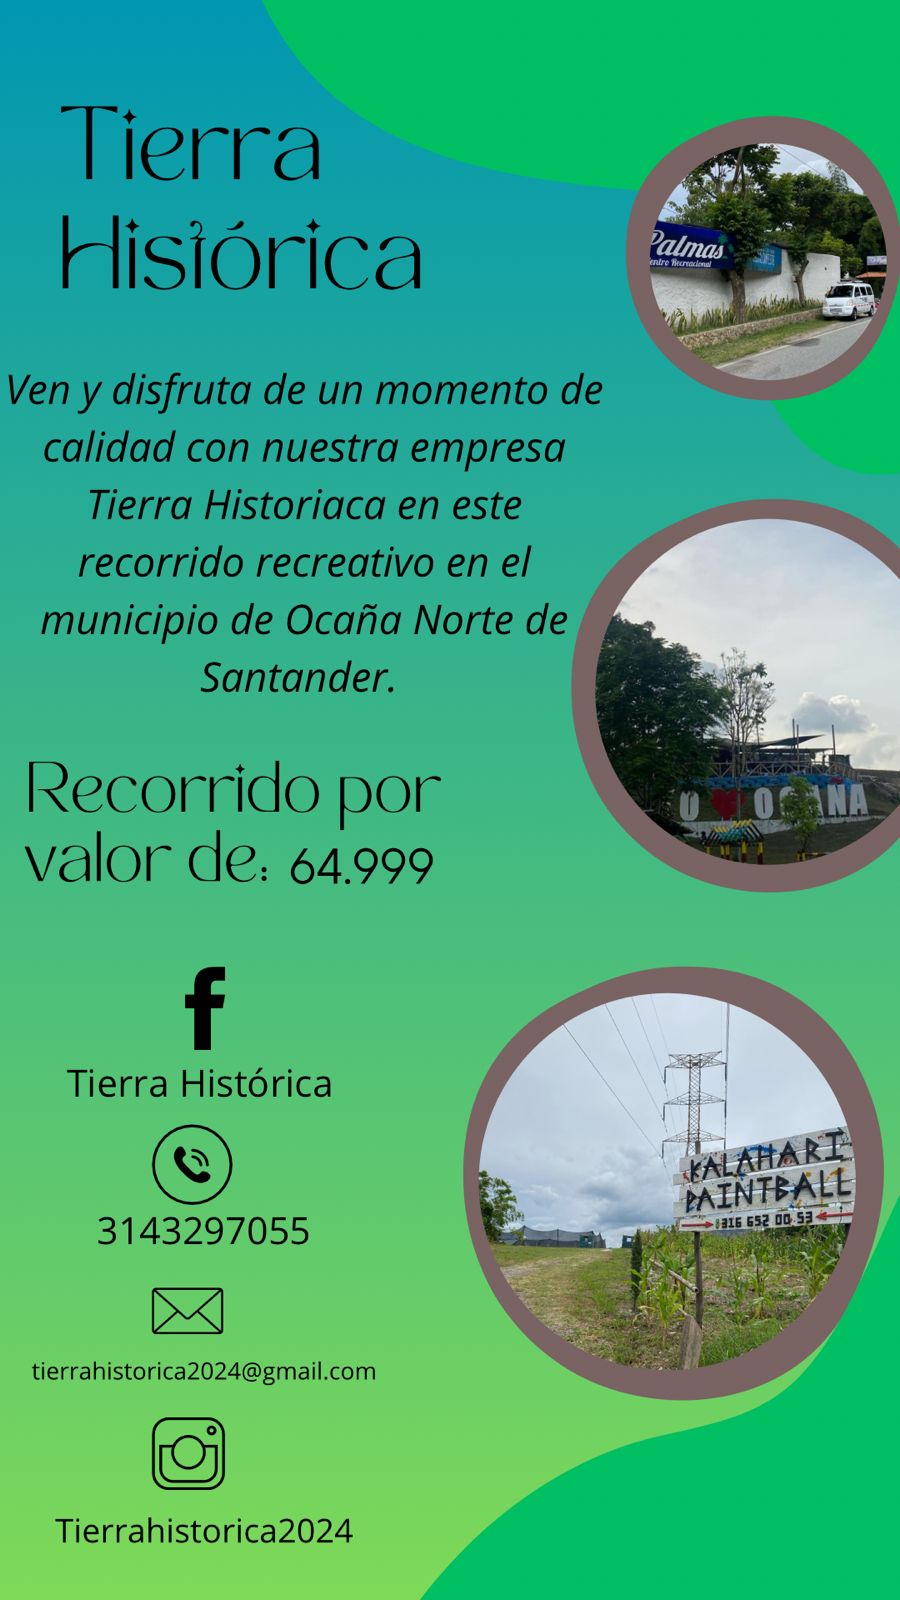 Tierra
Histórica
Palmas
entro Recreacional
Ven y disfruta de un momento de
calidad con nuestra empresa
Tierra Historiaca en este
recorrido recreativo en el
municipio de Ocaña Norte de
Santander.
U ❤ OCAÑA
Recorrido por
valor de: 64.999
Tierra Histórica
3143297055
KALAHARI
PAINTBALL
316 652 00 53
tierrahistorica2024@gmail.com
Tierrahistorica2024